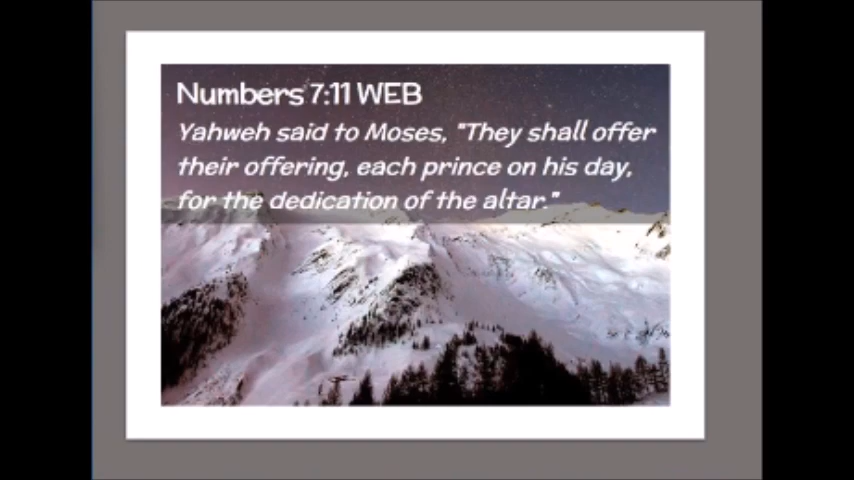 Numbers 7:11 WEB
Yahweh said to Moses, "They shall offer
their offering, each prince on his day,
for the dedication of the altar."